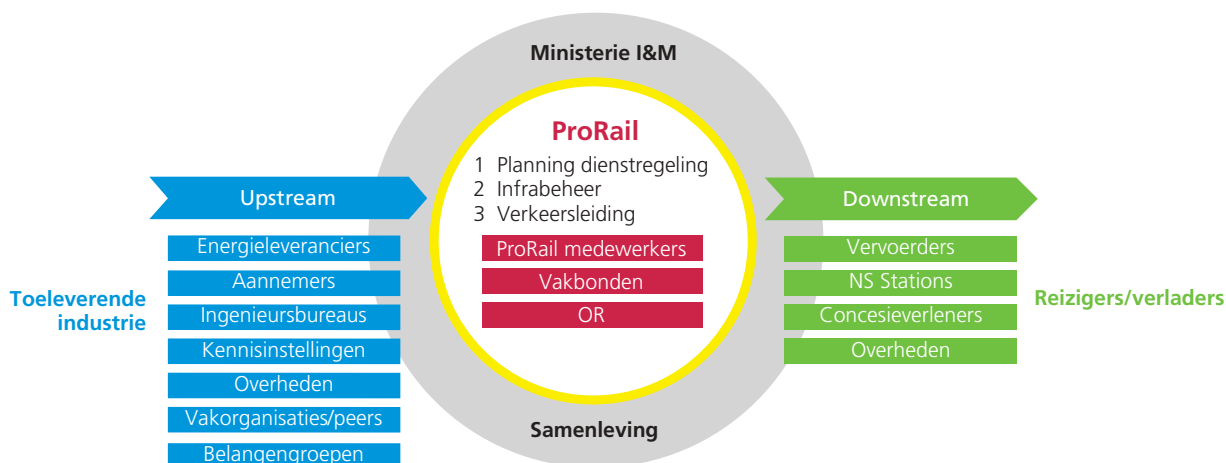 Ministerie I&M
ProRail
1 Planning dienstregeling
2 Infrabeheer
3 Verkeersleiding
ProRail medewerkers
Vakbonden
OR
Samenleving
Upstream
Energieleveranciers
Aannemers
Ingenieursbureaus
Kennisinstellingen
Overheden
Vakorganisaties/peers
Belangengroepen
Toeleverende
industrie
Downstream
Vervoerders
NS Stations
Concesieverleners
Overheden
Reizigers/verladers